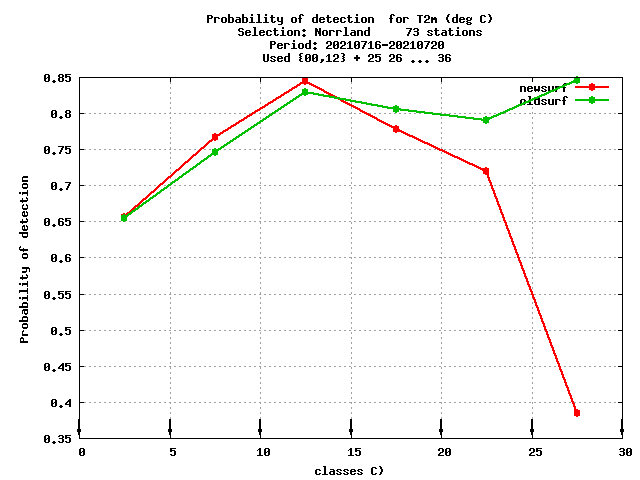 Probability of detection  for T2m (deg C)
Selection: Norrland     73 stations
Period: 20210716-20210720
Used {00,12} + 25 26 ... 36
newsurf
oldsurf
Probability of detection
0.85
0.8
0.75
0.7
0.65
0.6
0.55
0.5
0.45
0.4
0.35
0 5 10 15 20 25 30
classes C)